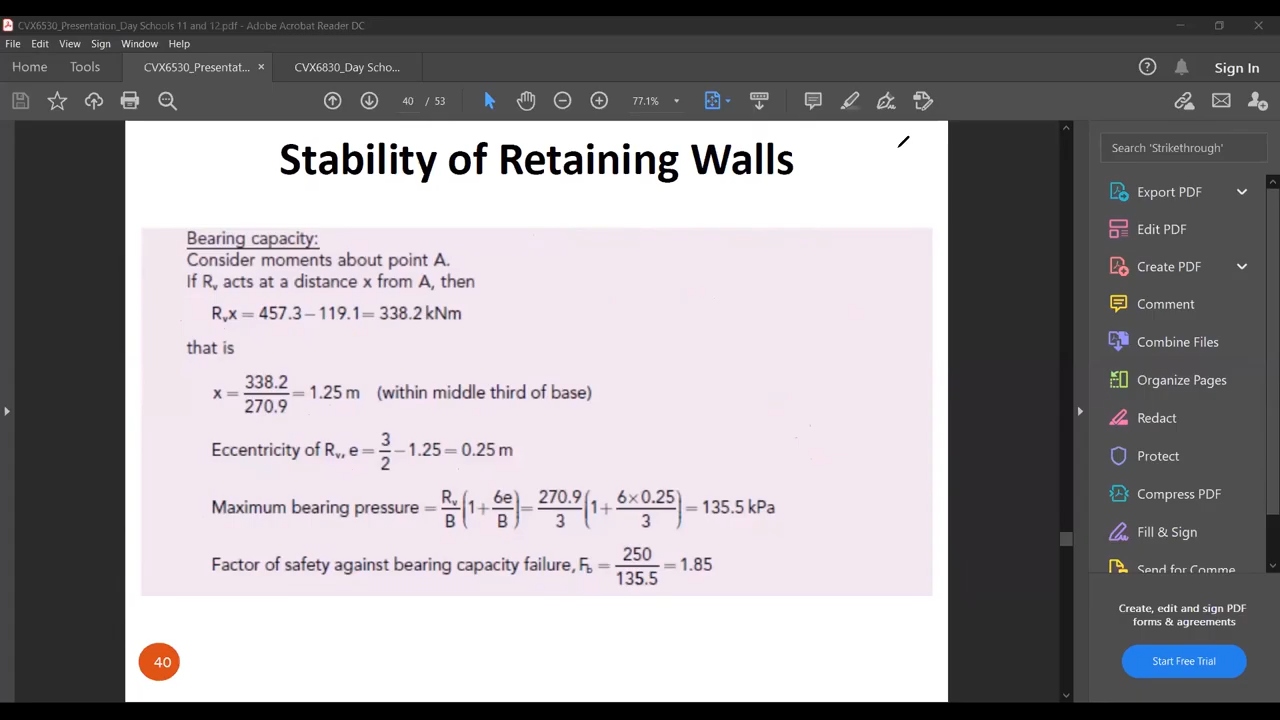 CVX6530_Presentation_Day Schools 11 and 12.pdf - Adobe Acrobat Reader DC
File Edit View Sign Window Help
Home Tools CVX6530_Presentat... × CVX6830_Day Scho... Sign In
40 / 53 77.1%
Stability of Retaining Walls
Bearing capacity:
Consider moments about point A.
If Rᵥ acts at a distance x from A, then
Rᵥx = 457.3 – 119.1 = 338.2 kNm
that is
x = 338.2/270.9 = 1.25 m (within middle third of base)
Eccentricity of Rᵥ, e = 3/2 – 1.25 = 0.25 m
Maximum bearing pressure = Rᵥ/B (1 + 6e/B) = 270.9/3 (1 + 6×0.25/3) = 135.5 kPa
Factor of safety against bearing capacity failure, F_b = 250/135.5 = 1.85
40
Search 'Strikethrough'
Export PDF
Edit PDF
Create PDF
Comment
Combine Files
Organize Pages
Redact
Protect
Compress PDF
Fill & Sign
Send for Comme
Create, edit and sign PDF
forms & agreements
Start Free Trial